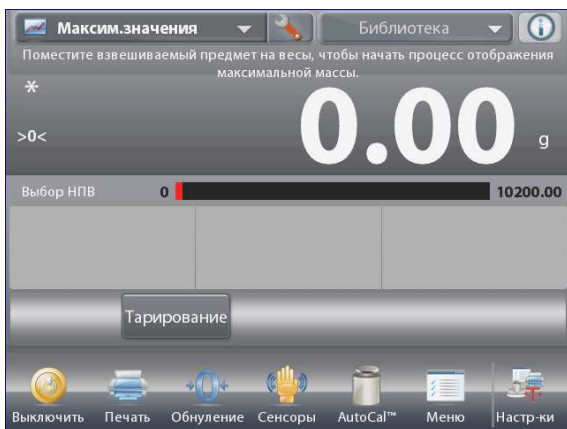 Максим.значения
Библиотека
Поместите взвешиваемый предмет на весы, чтобы начать процесс отображения
максимальной массы.
*
>0<
0.00 g
Выбор НПВ 0 10200.00
Тарирование
Выключить Печать Обнуление Сенсоры AutoCal™ Меню Настр-ки